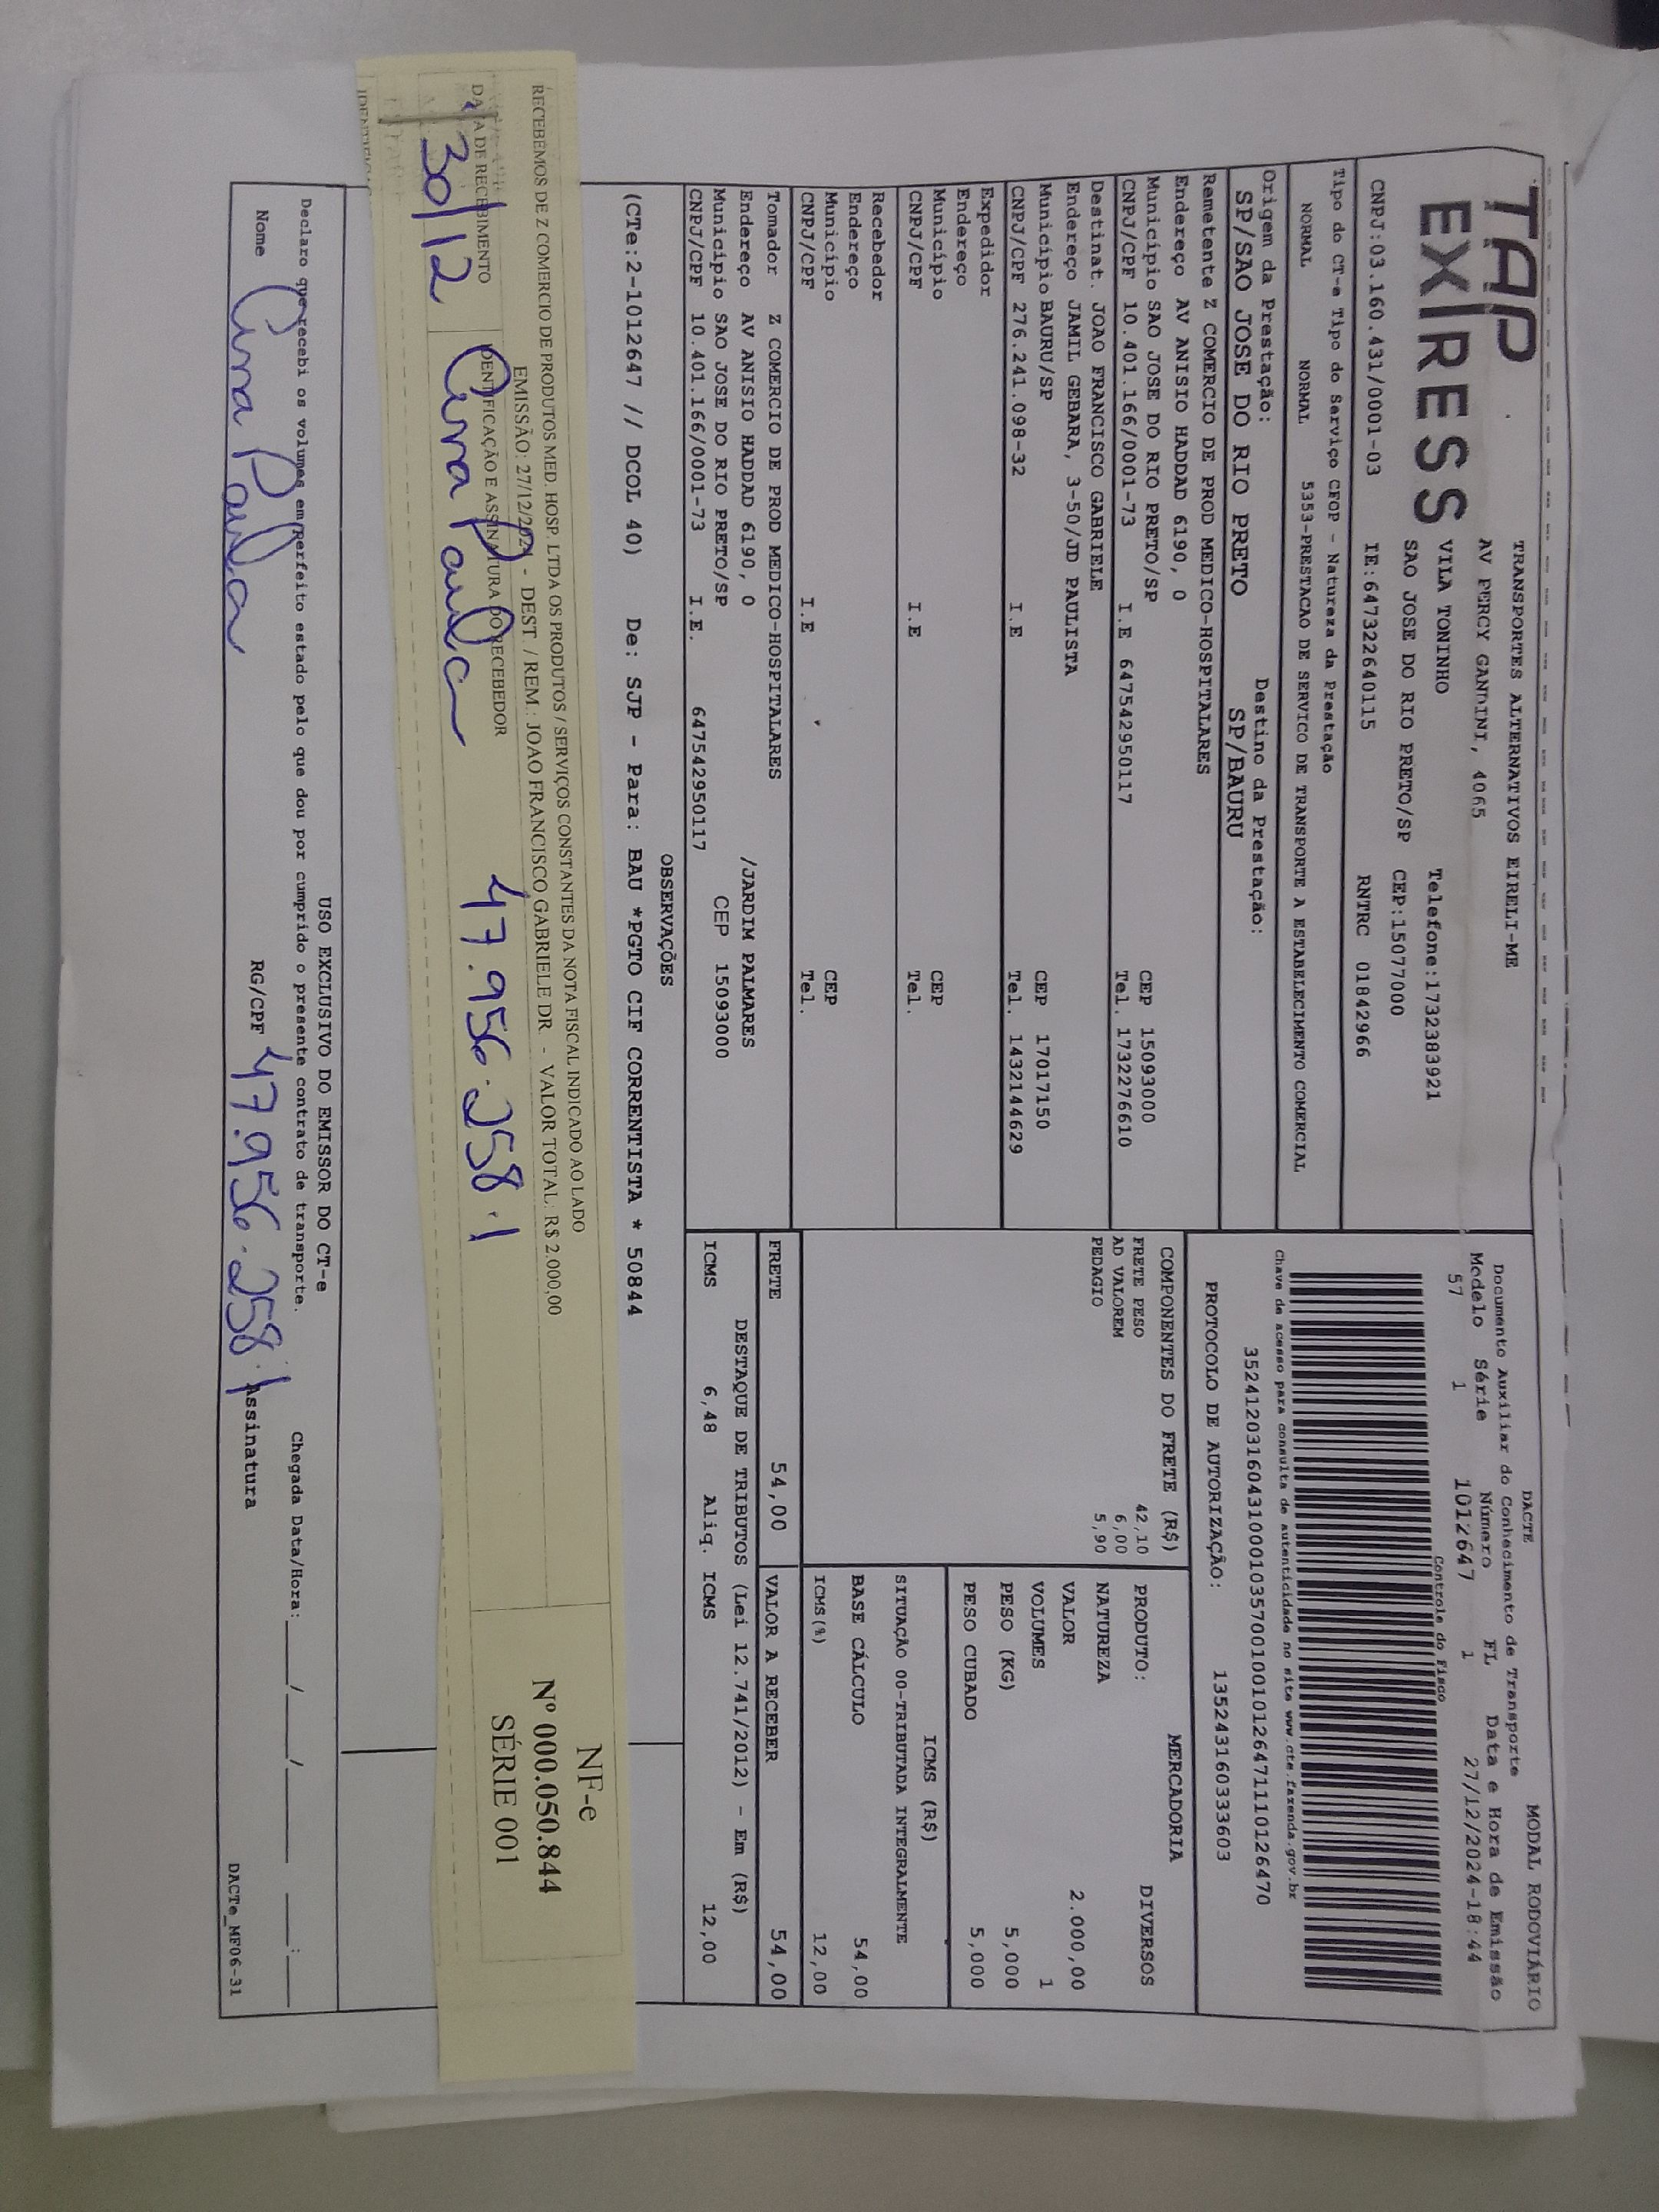 TAP
EXPRESS
TRANSPORTES ALTERNATIVOS EIRELI-ME
AV PERCY GANDINI, 4065
VILA TONINHO Telefone:1732383921
SAO JOSE DO RIO PRETO/SP CEP:15077000
CNPJ:03.160.431/0001-03 IE:647322640115 RNTRC 01842966
Tipo do CT-e Tipo do Serviço CFOP - Natureza da Prestação
NORMAL NORMAL 5353-PRESTACAO DE SERVICO DE TRANSPORTE A ESTABELECIMENTO COMERCIAL
Origem da Prestação: Destino da Prestação:
SP/SAO JOSE DO RIO PRETO SP/BAURU
DACTE MODAL RODOVIÁRIO
Documento Auxiliar do Conhecimento de Transporte
Modelo Série Número FL Data e Hora de Emissão
57 1 1012647 1 27/12/2024-18:44
Controle do Fisco
Chave de acesso para consulta de autenticidade no site www.cte.fazenda.gov.br
35241203160431000103570010010126471110126470
PROTOCOLO DE AUTORIZAÇÃO: 135243160333603
Remetente Z COMERCIO DE PROD MEDICO-HOSPITALARES
Endereço AV ANISIO HADDAD 6190, 0
Município SAO JOSE DO RIO PRETO/SP CEP 15093000
CNPJ/CPF 10.401.166/0001-73 I.E 647542950117 Tel. 1732276610
Destinat. JOAO FRANCISCO GABRIELE
Endereço JAMIL GEBARA, 3-50/JD PAULISTA
Município BAURU/SP CEP 17017150
CNPJ/CPF 276.241.098-32 I.E Tel. 1432144629
Expedidor
Endereço
Município CEP
CNPJ/CPF I.E Tel.
Recebedor
Endereço
Município CEP
CNPJ/CPF I.E Tel.
Tomador Z COMERCIO DE PROD MEDICO-HOSPITALARES
Endereço AV ANISIO HADDAD 6190, 0 /JARDIM PALMARES
Municipio SAO JOSE DO RIO PRETO/SP CEP 15093000
CNPJ/CPF 10.401.166/0001-73 I.E. 647542950117
COMPONENTES DO FRETE (R$)
FRETE PESO 42,10
AD VALOREM 6,00
PEDAGIO 5,90
MERCADORIA
PRODUTO: DIVERSOS
NATUREZA
VALOR 2.000,00
VOLUMES 1
PESO (KG) 5,000
PESO CUBADO 5,000
ICMS (R$)
SITUAÇÃO 00-TRIBUTADA INTEGRALMENTE
BASE CÁLCULO 54,00
ICMS(%) 12,00
FRETE 54,00 VALOR A RECEBER 54,00
DESTAQUE DE TRIBUTOS (Lei 12.741/2012) - Em (R$)
ICMS 6,48 Aliq. ICMS 12,00
OBSERVAÇÕES
(CTe:2-1012647 // DCOL 40) De: SJP - Para: BAU *PGTO CIF CORRENTISTA * 50844
RECEBEMOS DE Z COMERCIO DE PRODUTOS MED. HOSP. LTDA OS PRODUTOS / SERVIÇOS CONSTANTES DA NOTA FISCAL INDICADO AO LADO
EMISSÃO: 27/12/2024 - DEST. / REM.: JOAO FRANCISCO GABRIELE DR. - VALOR TOTAL: R$ 2.000,00
DATA DE RECEBIMENTO IDENTIFICAÇÃO E ASSINATURA DO RECEBEDOR
30/12 Ana Paula 47.956.258.1
NF-e
Nº 000.050.844
SÉRIE 001
USO EXCLUSIVO DO EMISSOR DO CT-e
Declaro que recebi os volumes em perfeito estado pelo que dou por cumprido o presente contrato de transporte. Chegada Data/Hora:____/____/____ ___:___
Nome Ana Paula RG/CPF 47.956.258.1 Assinatura
DACTe_MF06-31